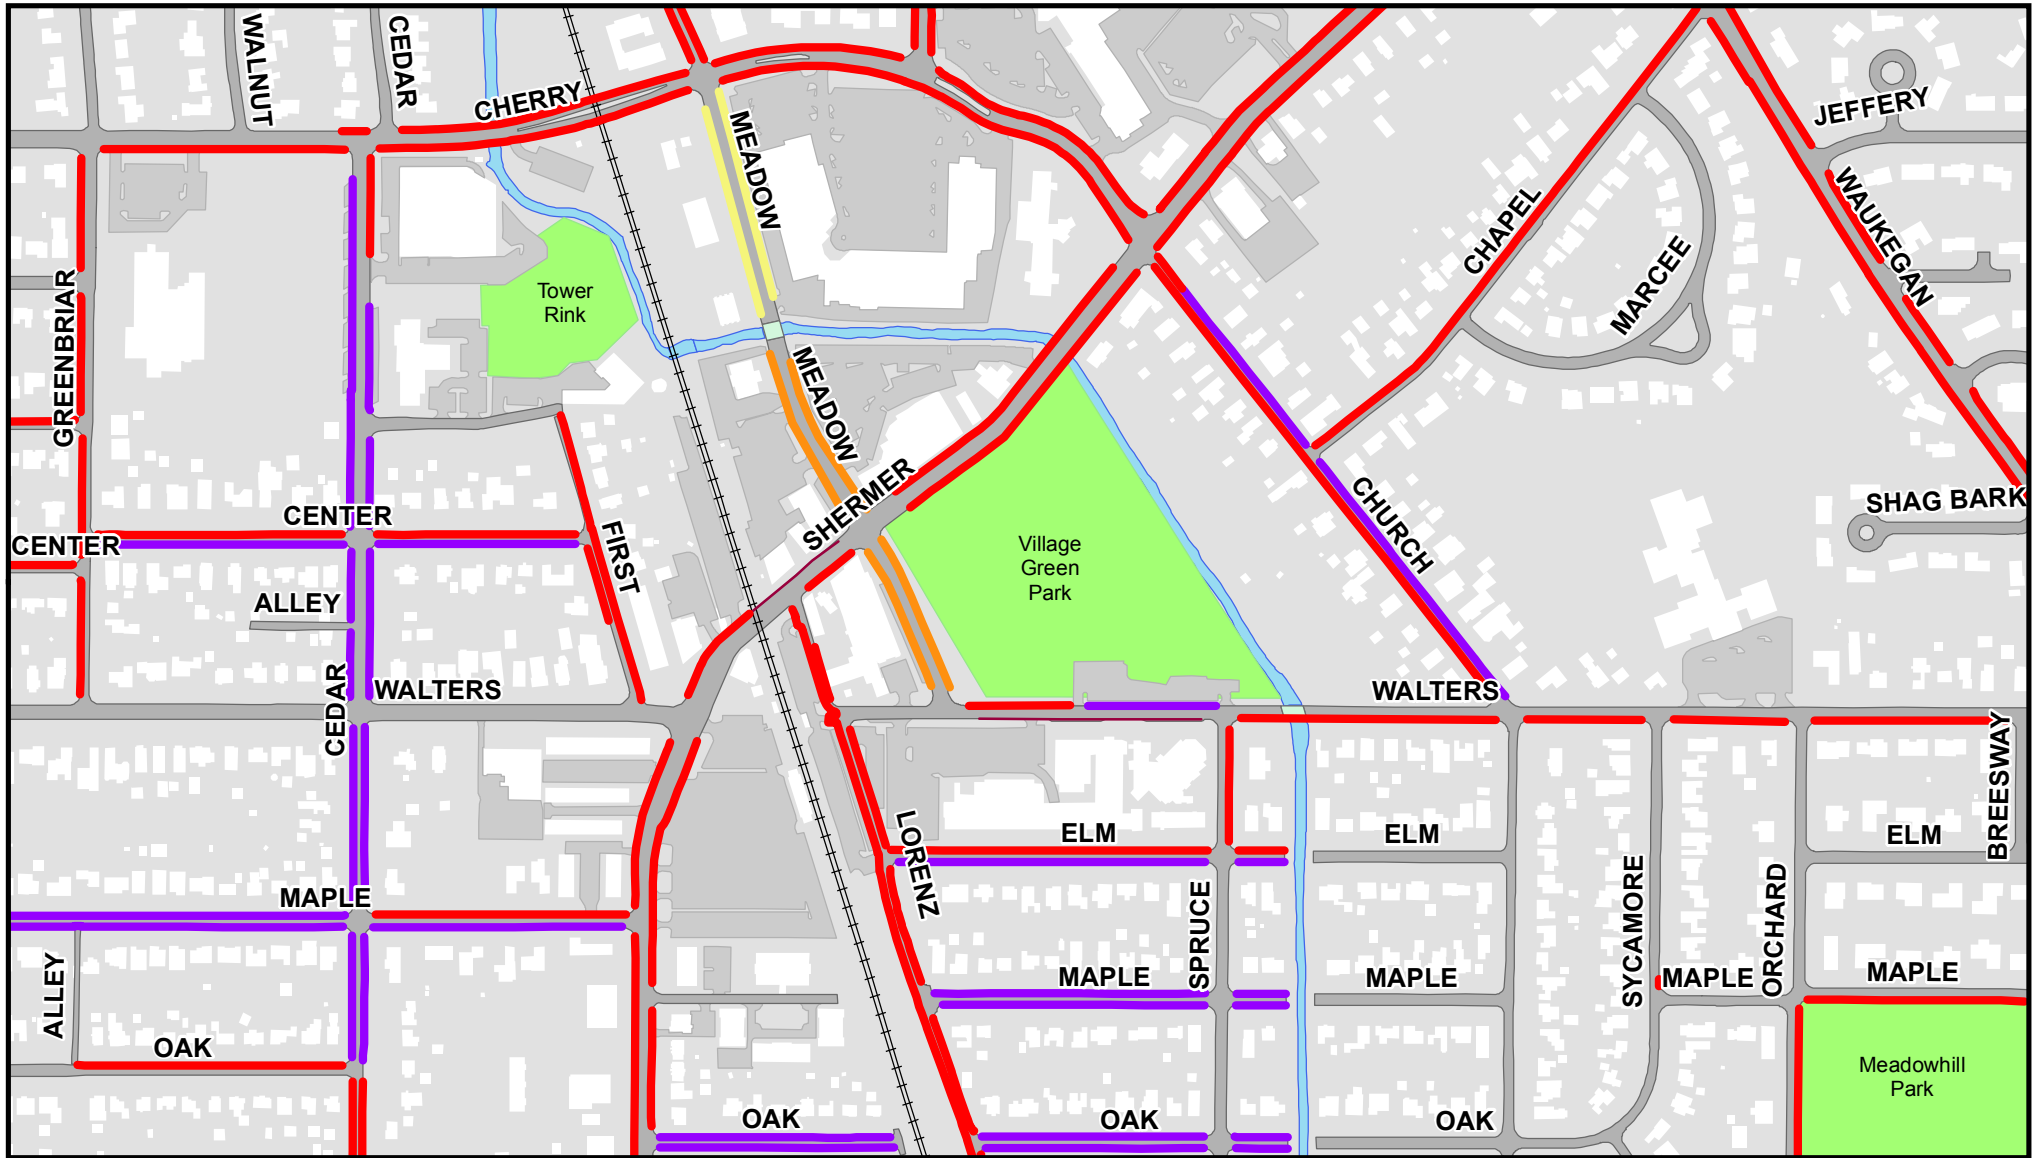 WALNUT
CEDAR
CHERRY
MEADOW
JEFFERY
WAUKEGAN
CHAPEL
MARCEE
Tower
Rink
GREENBRIAR
MEADOW
SHERMER
CHURCH
SHAG BARK
CENTER
CENTER
FIRST
Village
Green
Park
ALLEY
CEDAR
WALTERS
WALTERS
BREESWAY
LORENZ
ELM
ELM
ELM
MAPLE
SPRUCE
SYCAMORE
ORCHARD
MAPLE
MAPLE
MAPLE
MAPLE
ALLEY
OAK
Meadowhill
Park
OAK
OAK
OAK